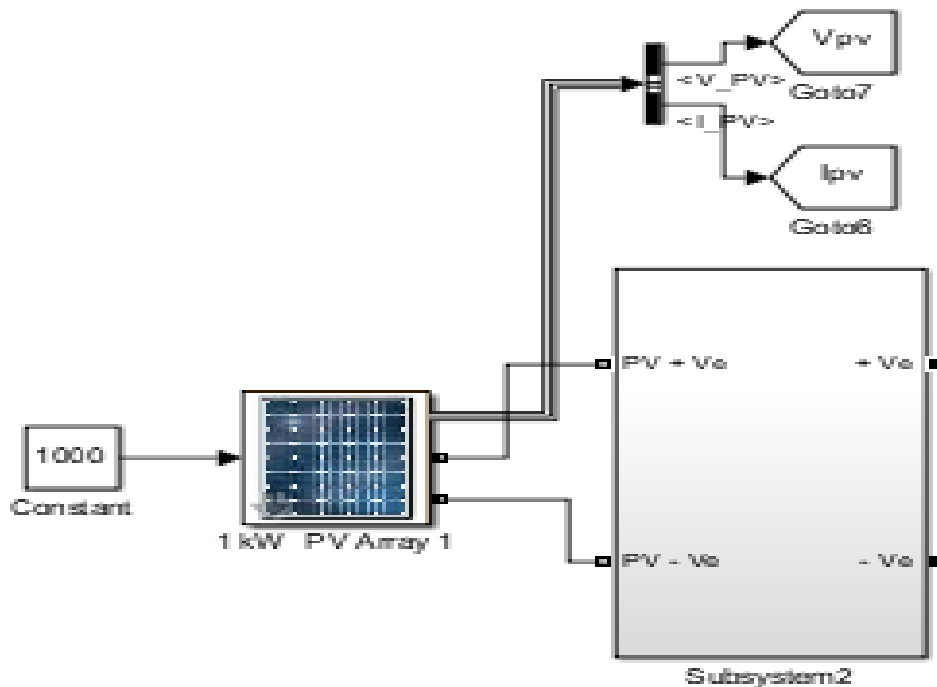 Vpv
<V_PV>
Goto7
<I_PV>
Ipv
Goto6
PV + Ve
+ Ve
1000
Constant
1 kW PV Array 1
PV - Ve
- Ve
Subsystem2